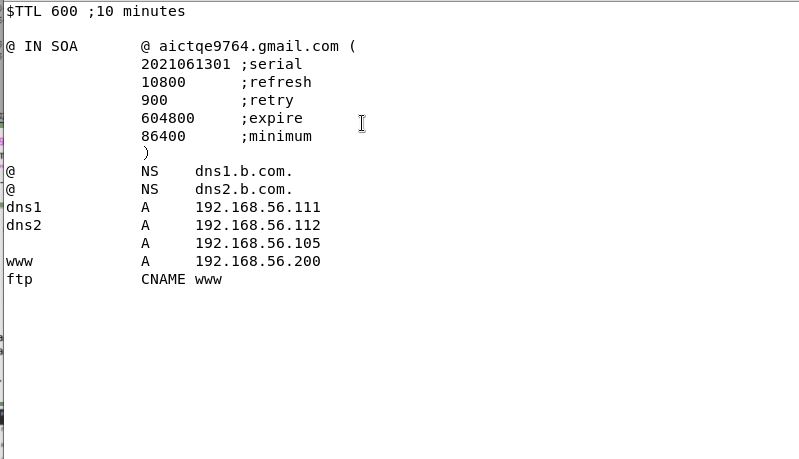 $TTL 600 ;10 minutes
@ IN SOA @ aictqe9764.gmail.com (
2021061301 ;serial
10800 ;refresh
900 ;retry
604800 ;expire
86400 ;minimum
)
@ NS dns1.b.com.
@ NS dns2.b.com.
dns1 A 192.168.56.111
dns2 A 192.168.56.112
A 192.168.56.105
www A 192.168.56.200
ftp CNAME www